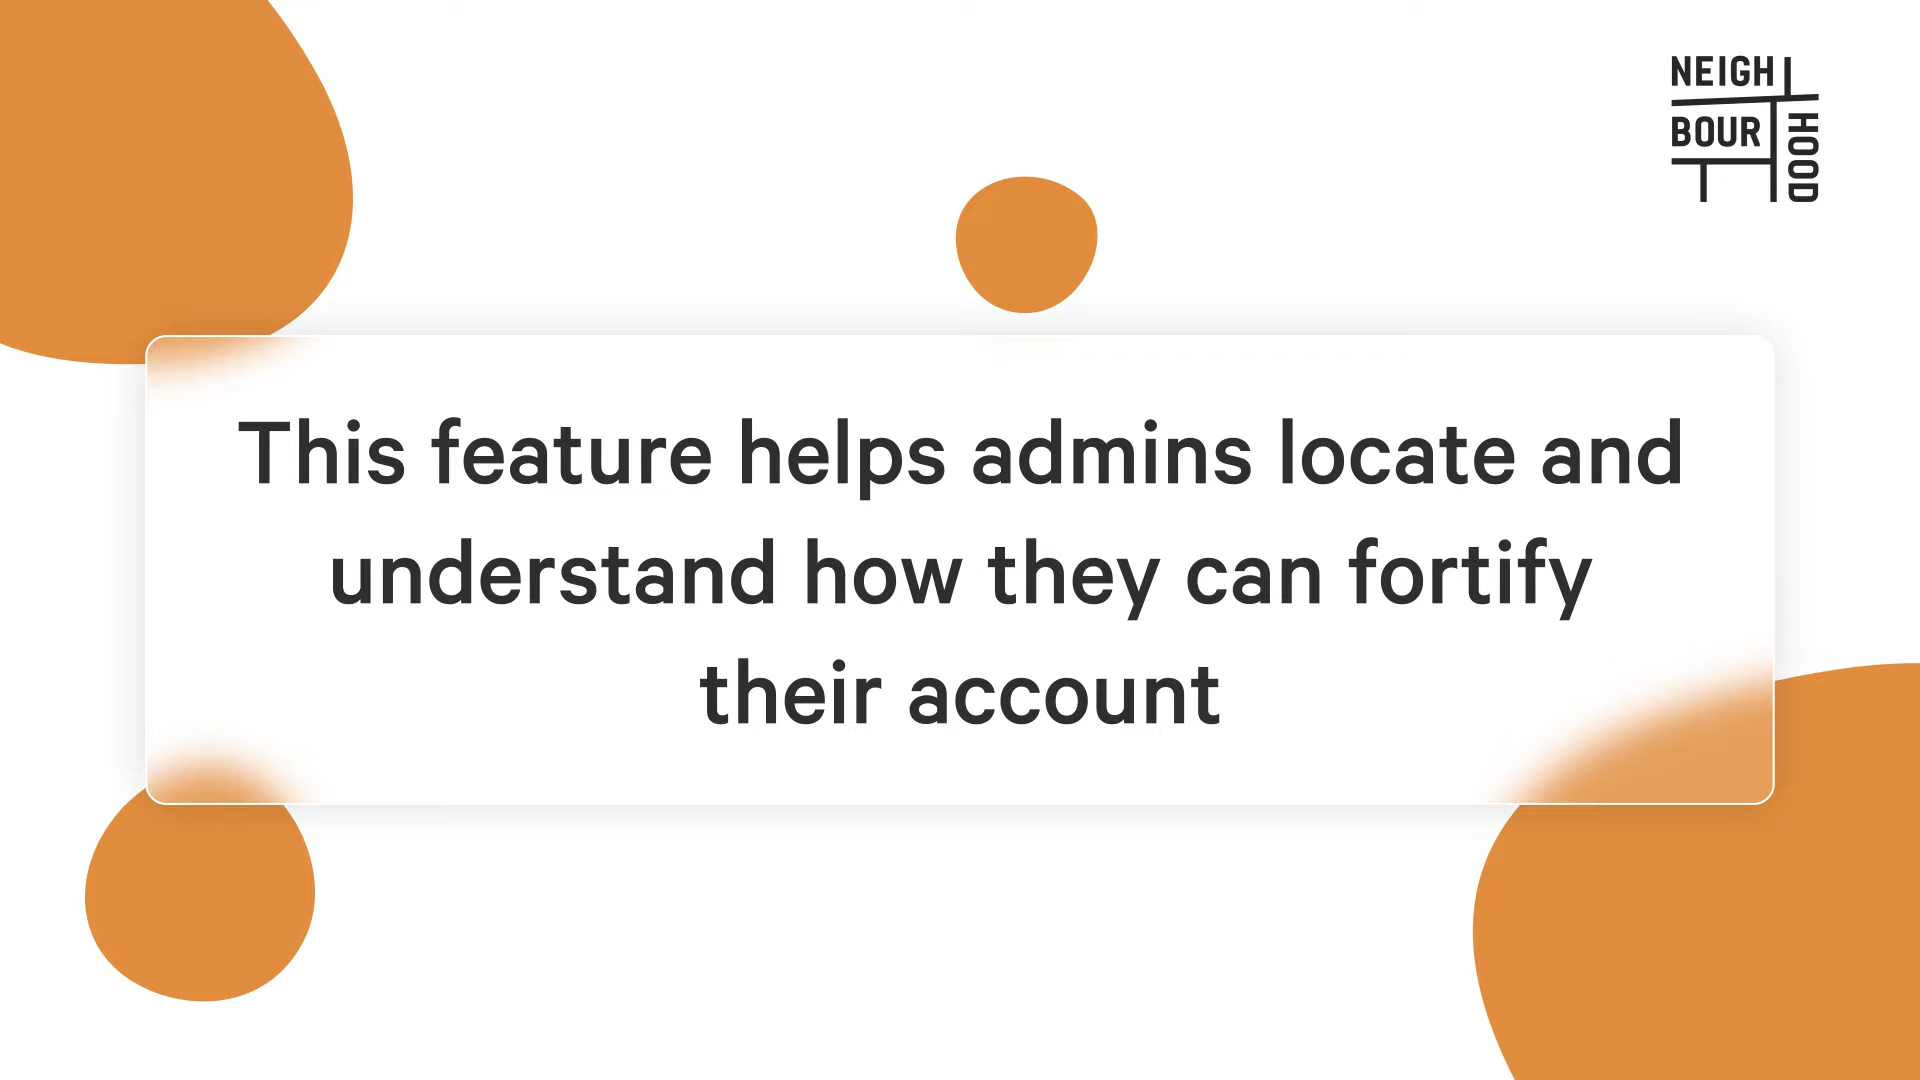 NEIGH
BOUR
HOOD
This feature helps admins locate and
understand how they can fortify
their account